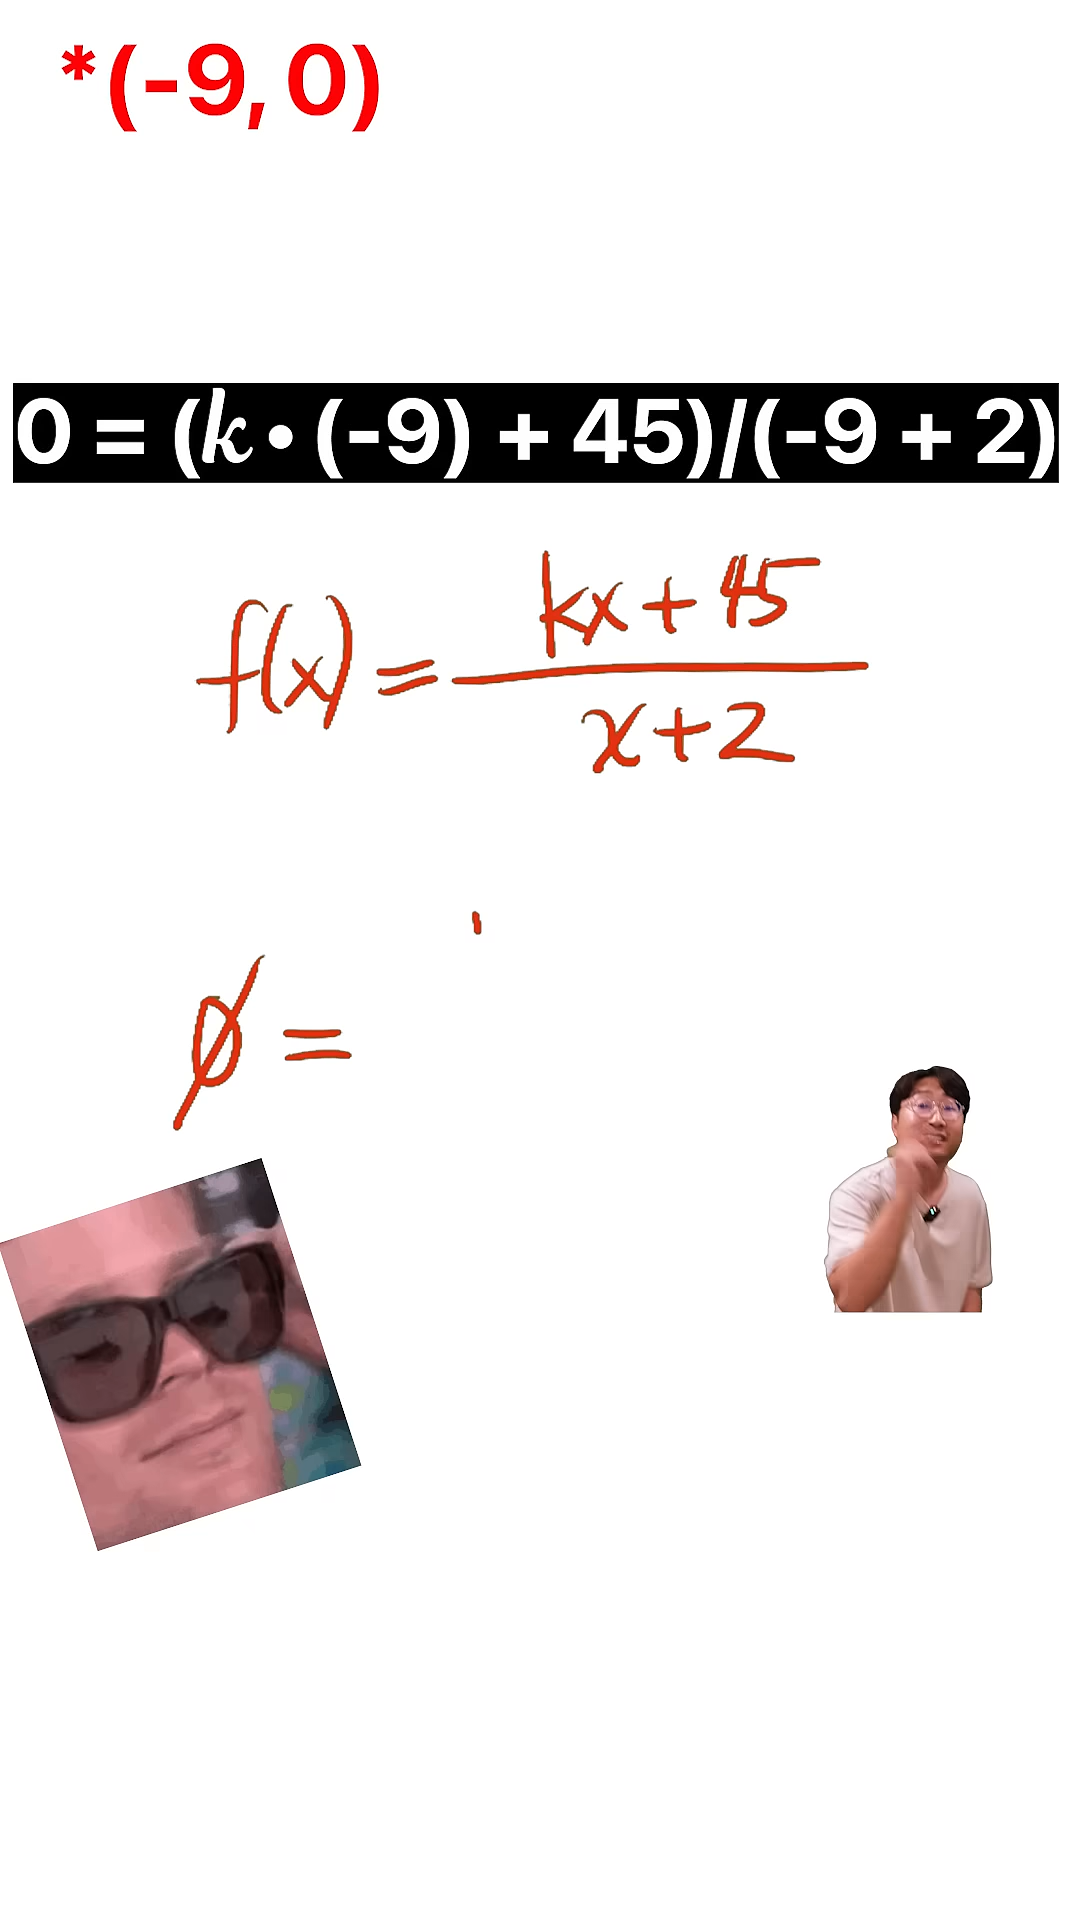 *(-9, 0)
0 = (k • (-9) + 45)/(-9 + 2)
f(x) = kx + 45
x + 2
0 =